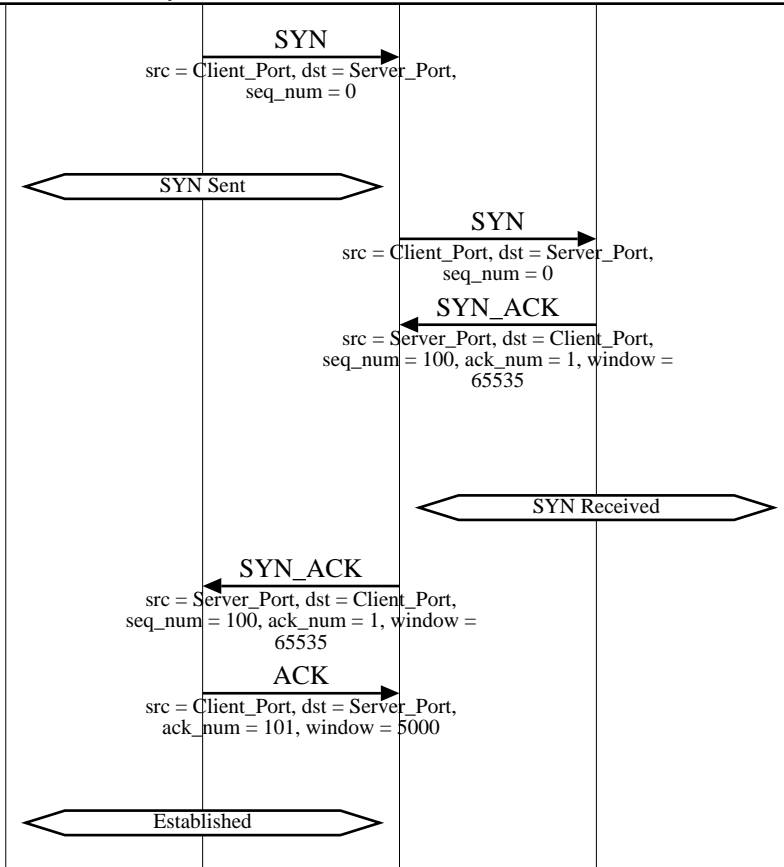 SYN
src = Client_Port, dst = Server_Port,
seq_num = 0
SYN Sent
SYN
src = Client_Port, dst = Server_Port,
seq_num = 0
SYN_ACK
src = Server_Port, dst = Client_Port,
seq_num = 100, ack_num = 1, window =
65535
SYN Received
SYN_ACK
src = Server_Port, dst = Client_Port,
seq_num = 100, ack_num = 1, window =
65535
ACK
src = Client_Port, dst = Server_Port,
ack_num = 101, window = 5000
Established